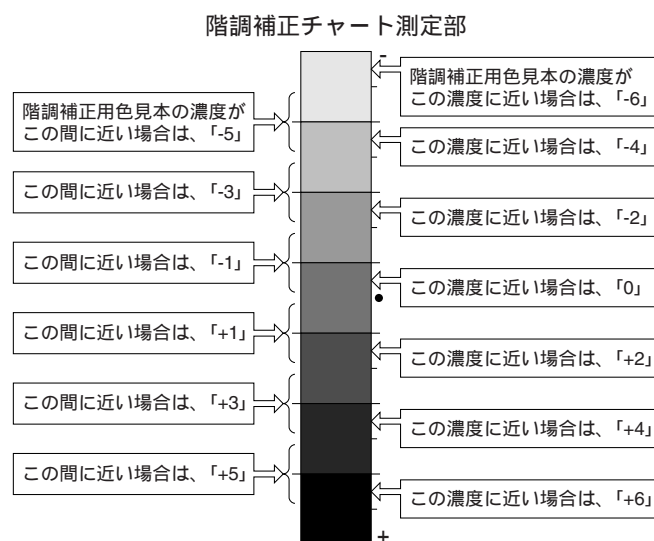 階調補正チャート測定部
-
階調補正用色見本の濃度が
この濃度に近い場合は、「-6」
階調補正用色見本の濃度が
この間に近い場合は、「-5」
この濃度に近い場合は、「-4」
この間に近い場合は、「-3」
この濃度に近い場合は、「-2」
この間に近い場合は、「-1」
この濃度に近い場合は、「0」
この間に近い場合は、「+1」
この濃度に近い場合は、「+2」
この間に近い場合は、「+3」
この濃度に近い場合は、「+4」
この間に近い場合は、「+5」
この濃度に近い場合は、「+6」
+